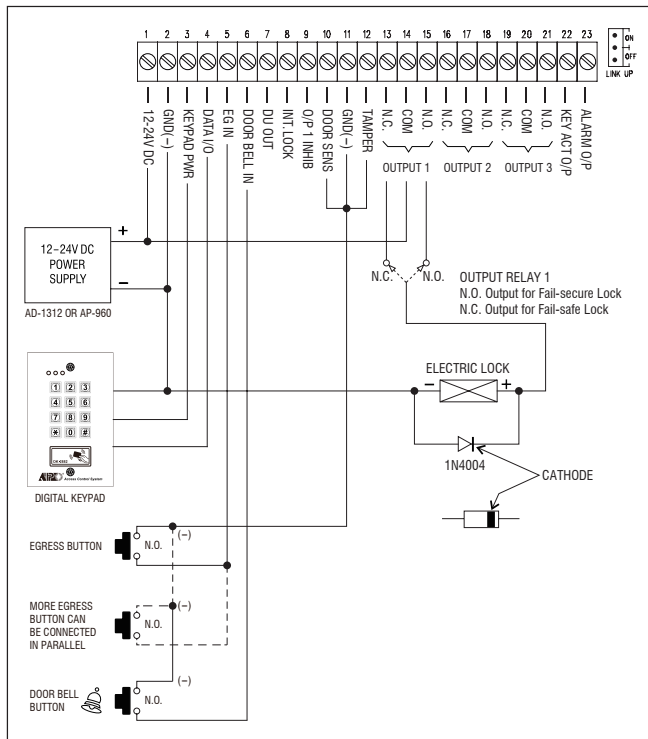 1 2 3 4 5 6 7 8 9 10 11 12 13 14 15 16 17 18 19 20 21 22 23
ON
OFF
LINK UP
12-24V DC
GND(-)
KEYPAD PWR
DATA I/O
EG IN
DOOR BELL IN
DU OUT
INT. LOCK
O/P 1 INHIB
DOOR SENS
GND(-)
TAMPER
N.C.
COM
N.O.
N.C.
COM
N.O.
N.C.
COM
N.O.
KEY ACT O/P
ALARM O/P
OUTPUT 1
OUTPUT 2
OUTPUT 3
+
12~24V DC
POWER
SUPPLY
-
AD-1312 OR AP-960
N.C.
N.O.
OUTPUT RELAY 1
N.O. Output for Fail-secure Lock
N.C. Output for Fail-safe Lock
ELECTRIC LOCK
- +
1N4004
CATHODE
1 2 3
4 5 6
7 8 9
* 0 #
Access Control System
DIGITAL KEYPAD
EGRESS BUTTON
N.O.
(-)
MORE EGRESS
BUTTON CAN
BE CONNECTED
IN PARALLEL
N.O.
(-)
DOOR BELL
BUTTON
N.O.
(-)